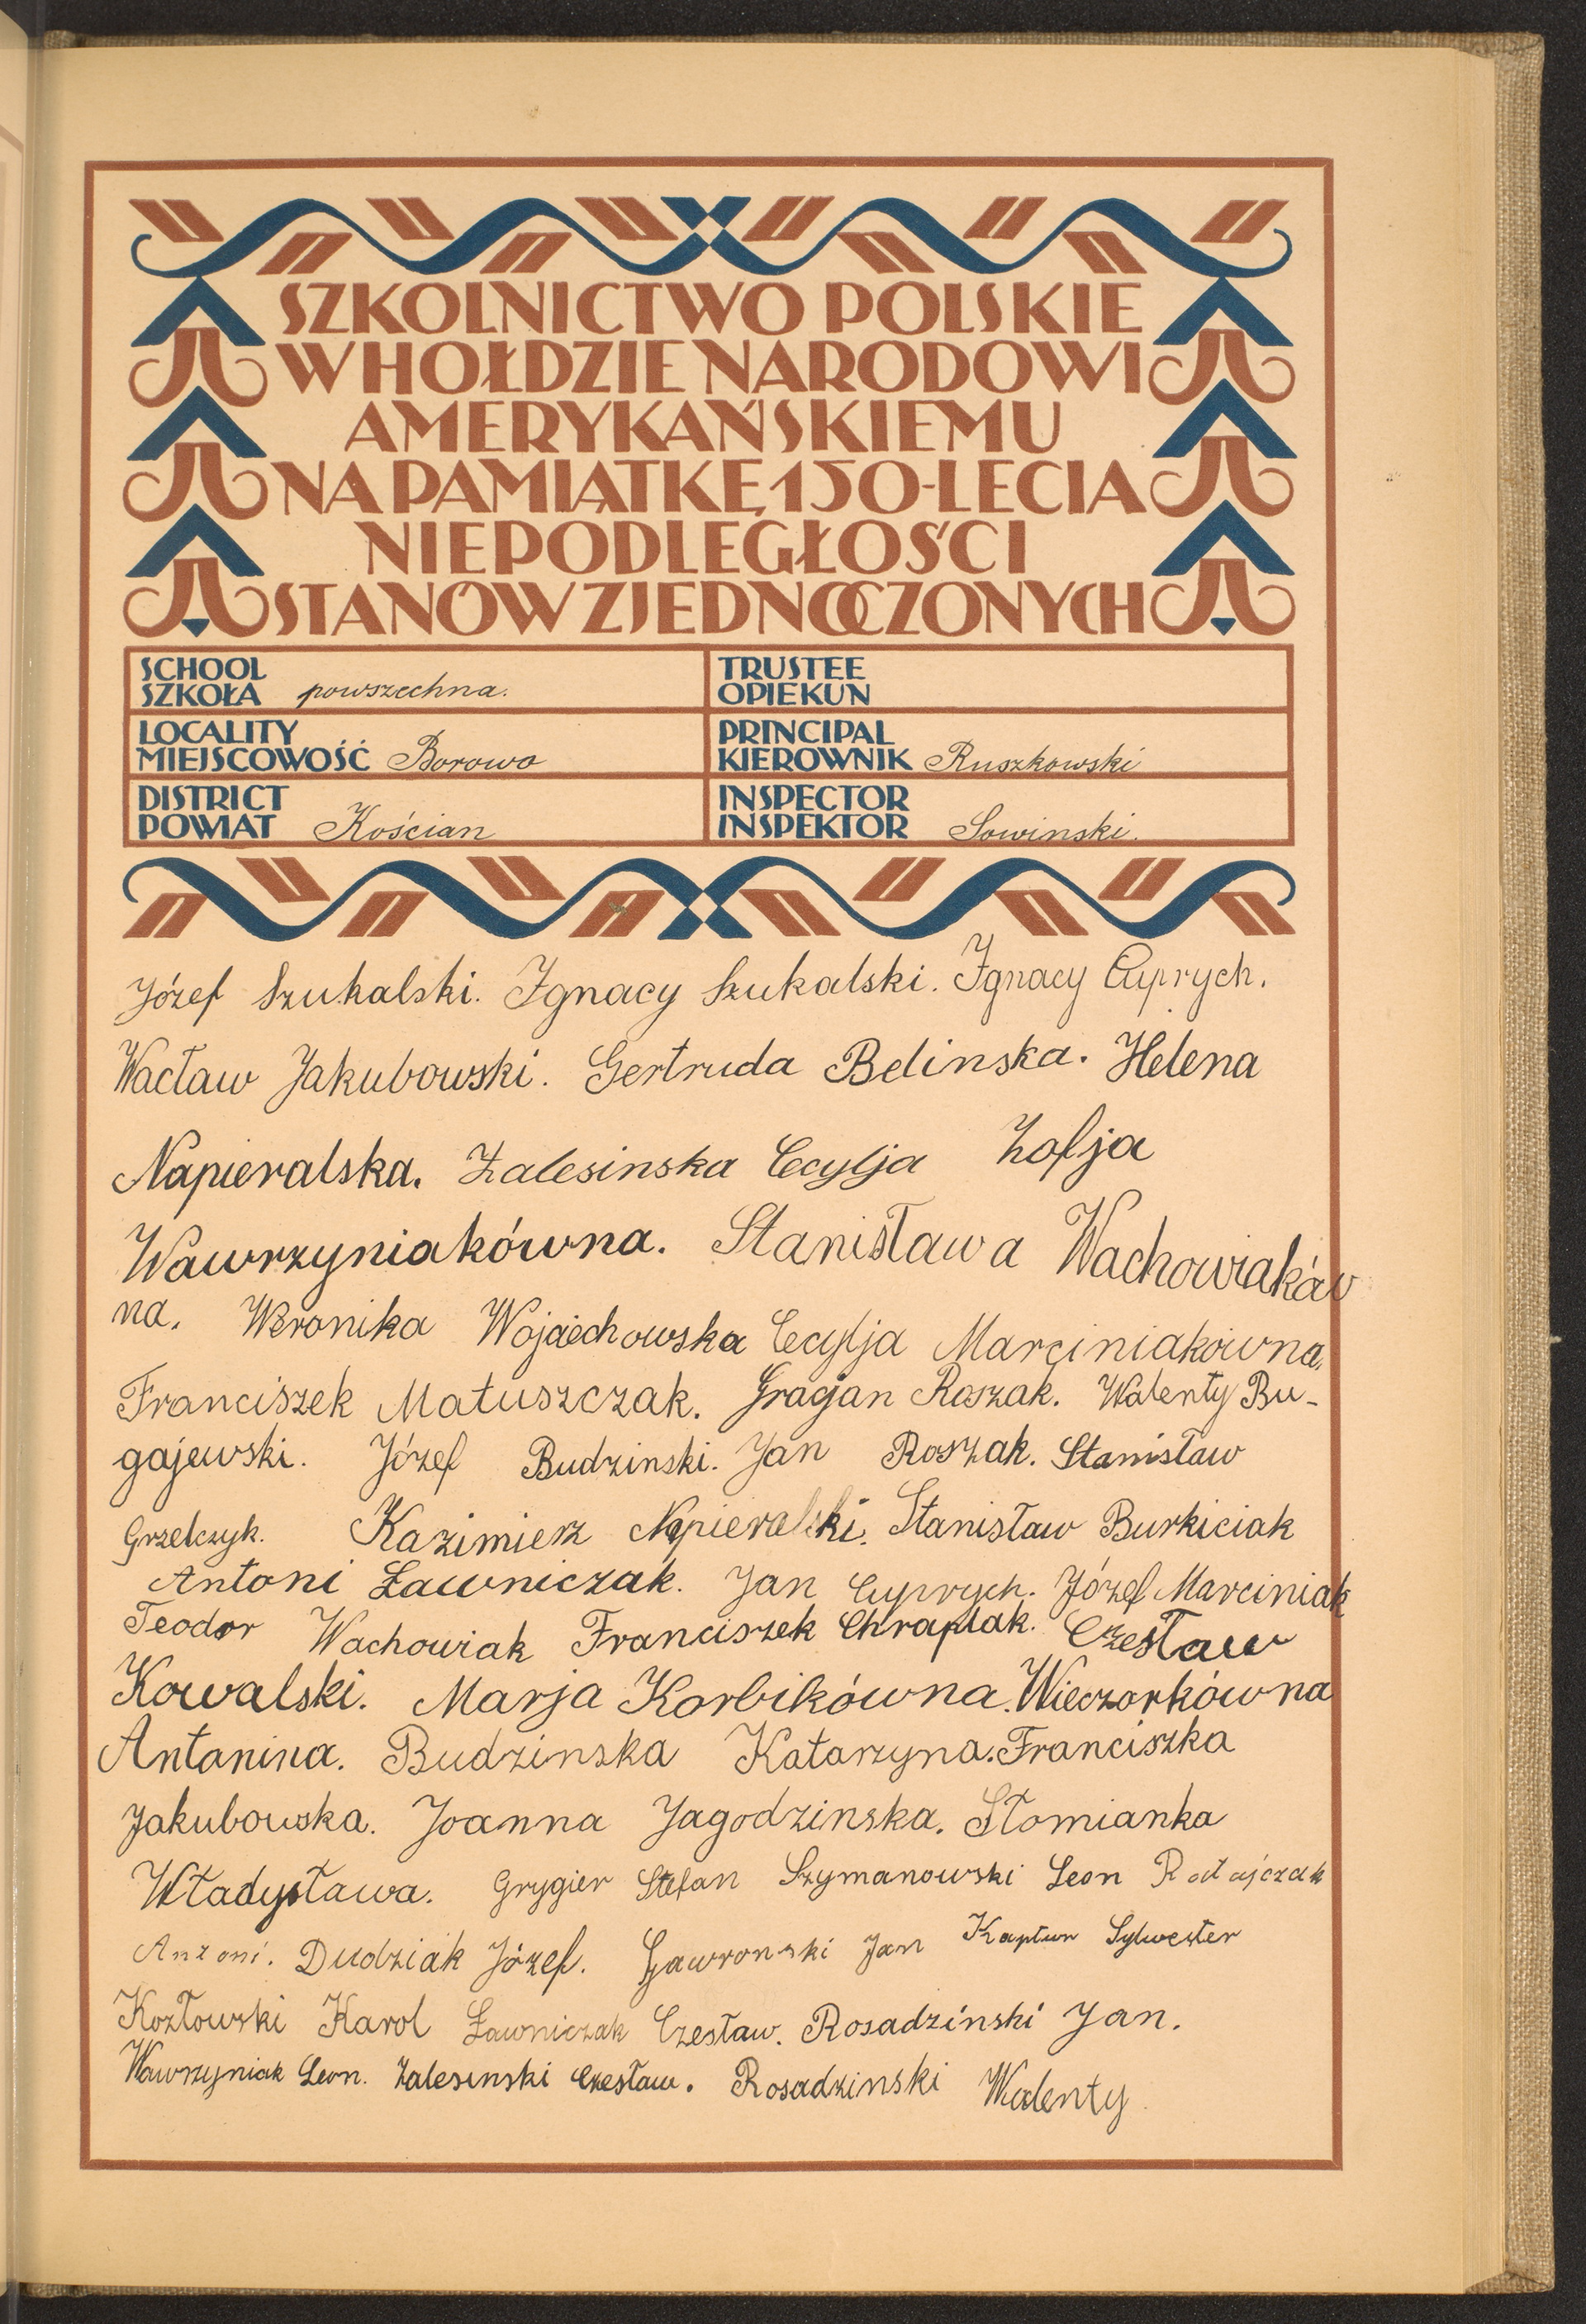 SZKOLNICTWO POLSKIE
W HOŁDZIE NARODOWI
AMERYKAŃSKIEMU
NA PAMIĄTKĘ 150-LECIA
NIEPODLEGŁOŚCI
STANÓW ZJEDNOCZONYCH
SCHOOL
SZKOŁA powszechna.
TRUSTEE
OPIEKUN
LOCALITY
MIEJSCOWOŚĆ Borowo
PRINCIPAL
KIEROWNIK Ruszkowski
DISTRICT
POWIAT Kościan
INSPECTOR
INSPEKTOR Sowinski.
Józef Szukalski. Ignacy Szukalski. Ignacy Cuprych.
Wacław Jakubowski. Gertruda Belinska. Helena
Napieralska. Zalesinska Cecylja Zofja
Wawrzyniakówna. Stanisława Wachowiaków
na. Weronika Wojciechowska Cecylja Marciniakówna,
Franciszek Matuszczak. Gracjan Roszak. Walenty Bu-
gajewski. Józef Budzinski. Jan Roszak. Stanisław
Grzelczyk. Kazimierz Napieralski. Stanisław Burkiciak
Antoni Ławniczak. Jan Cuprych. Józef Marciniak
Teodor Wachowiak Franciszek Chraplak. Czesław
Kowalski. Marja Korbikówna. Wieczorkówna
Antanina. Budzinska Katarzyna. Franciszka
Jakubowska. Joanna Jagodzinska. Słomianka
Władysława. Grygier Stefan Szymanowski Leon Ratajczak
Antoni. Dudziak Józef. Gawronski Jan Kaptur Sylwester
Kozłowski Karol Ławniczak Czesław. Rosadzinski Jan.
Wawrzyniak Leon. Zalesinski Czesław. Rosadzinski Walenty